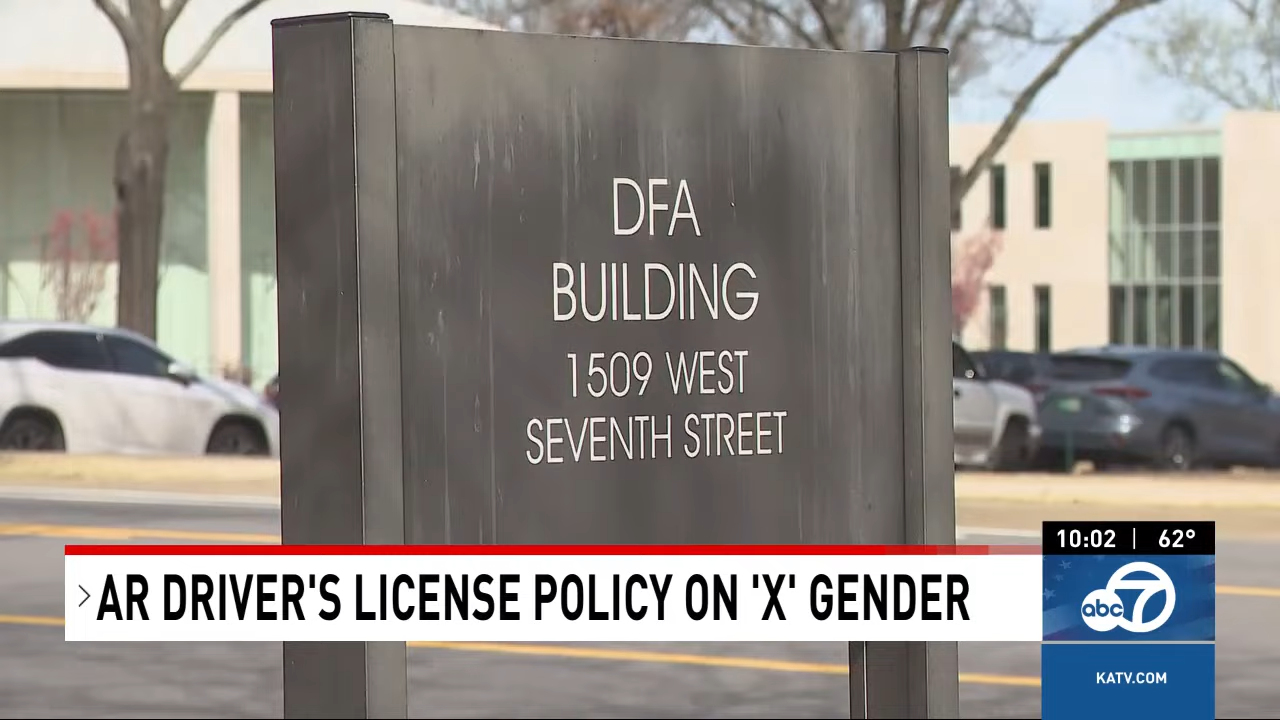 DFA
BUILDING
1509 WEST
SEVENTH STREET
> AR DRIVER'S LICENSE POLICY ON 'X' GENDER
10:02 | 62°
abc 7
KATV.COM